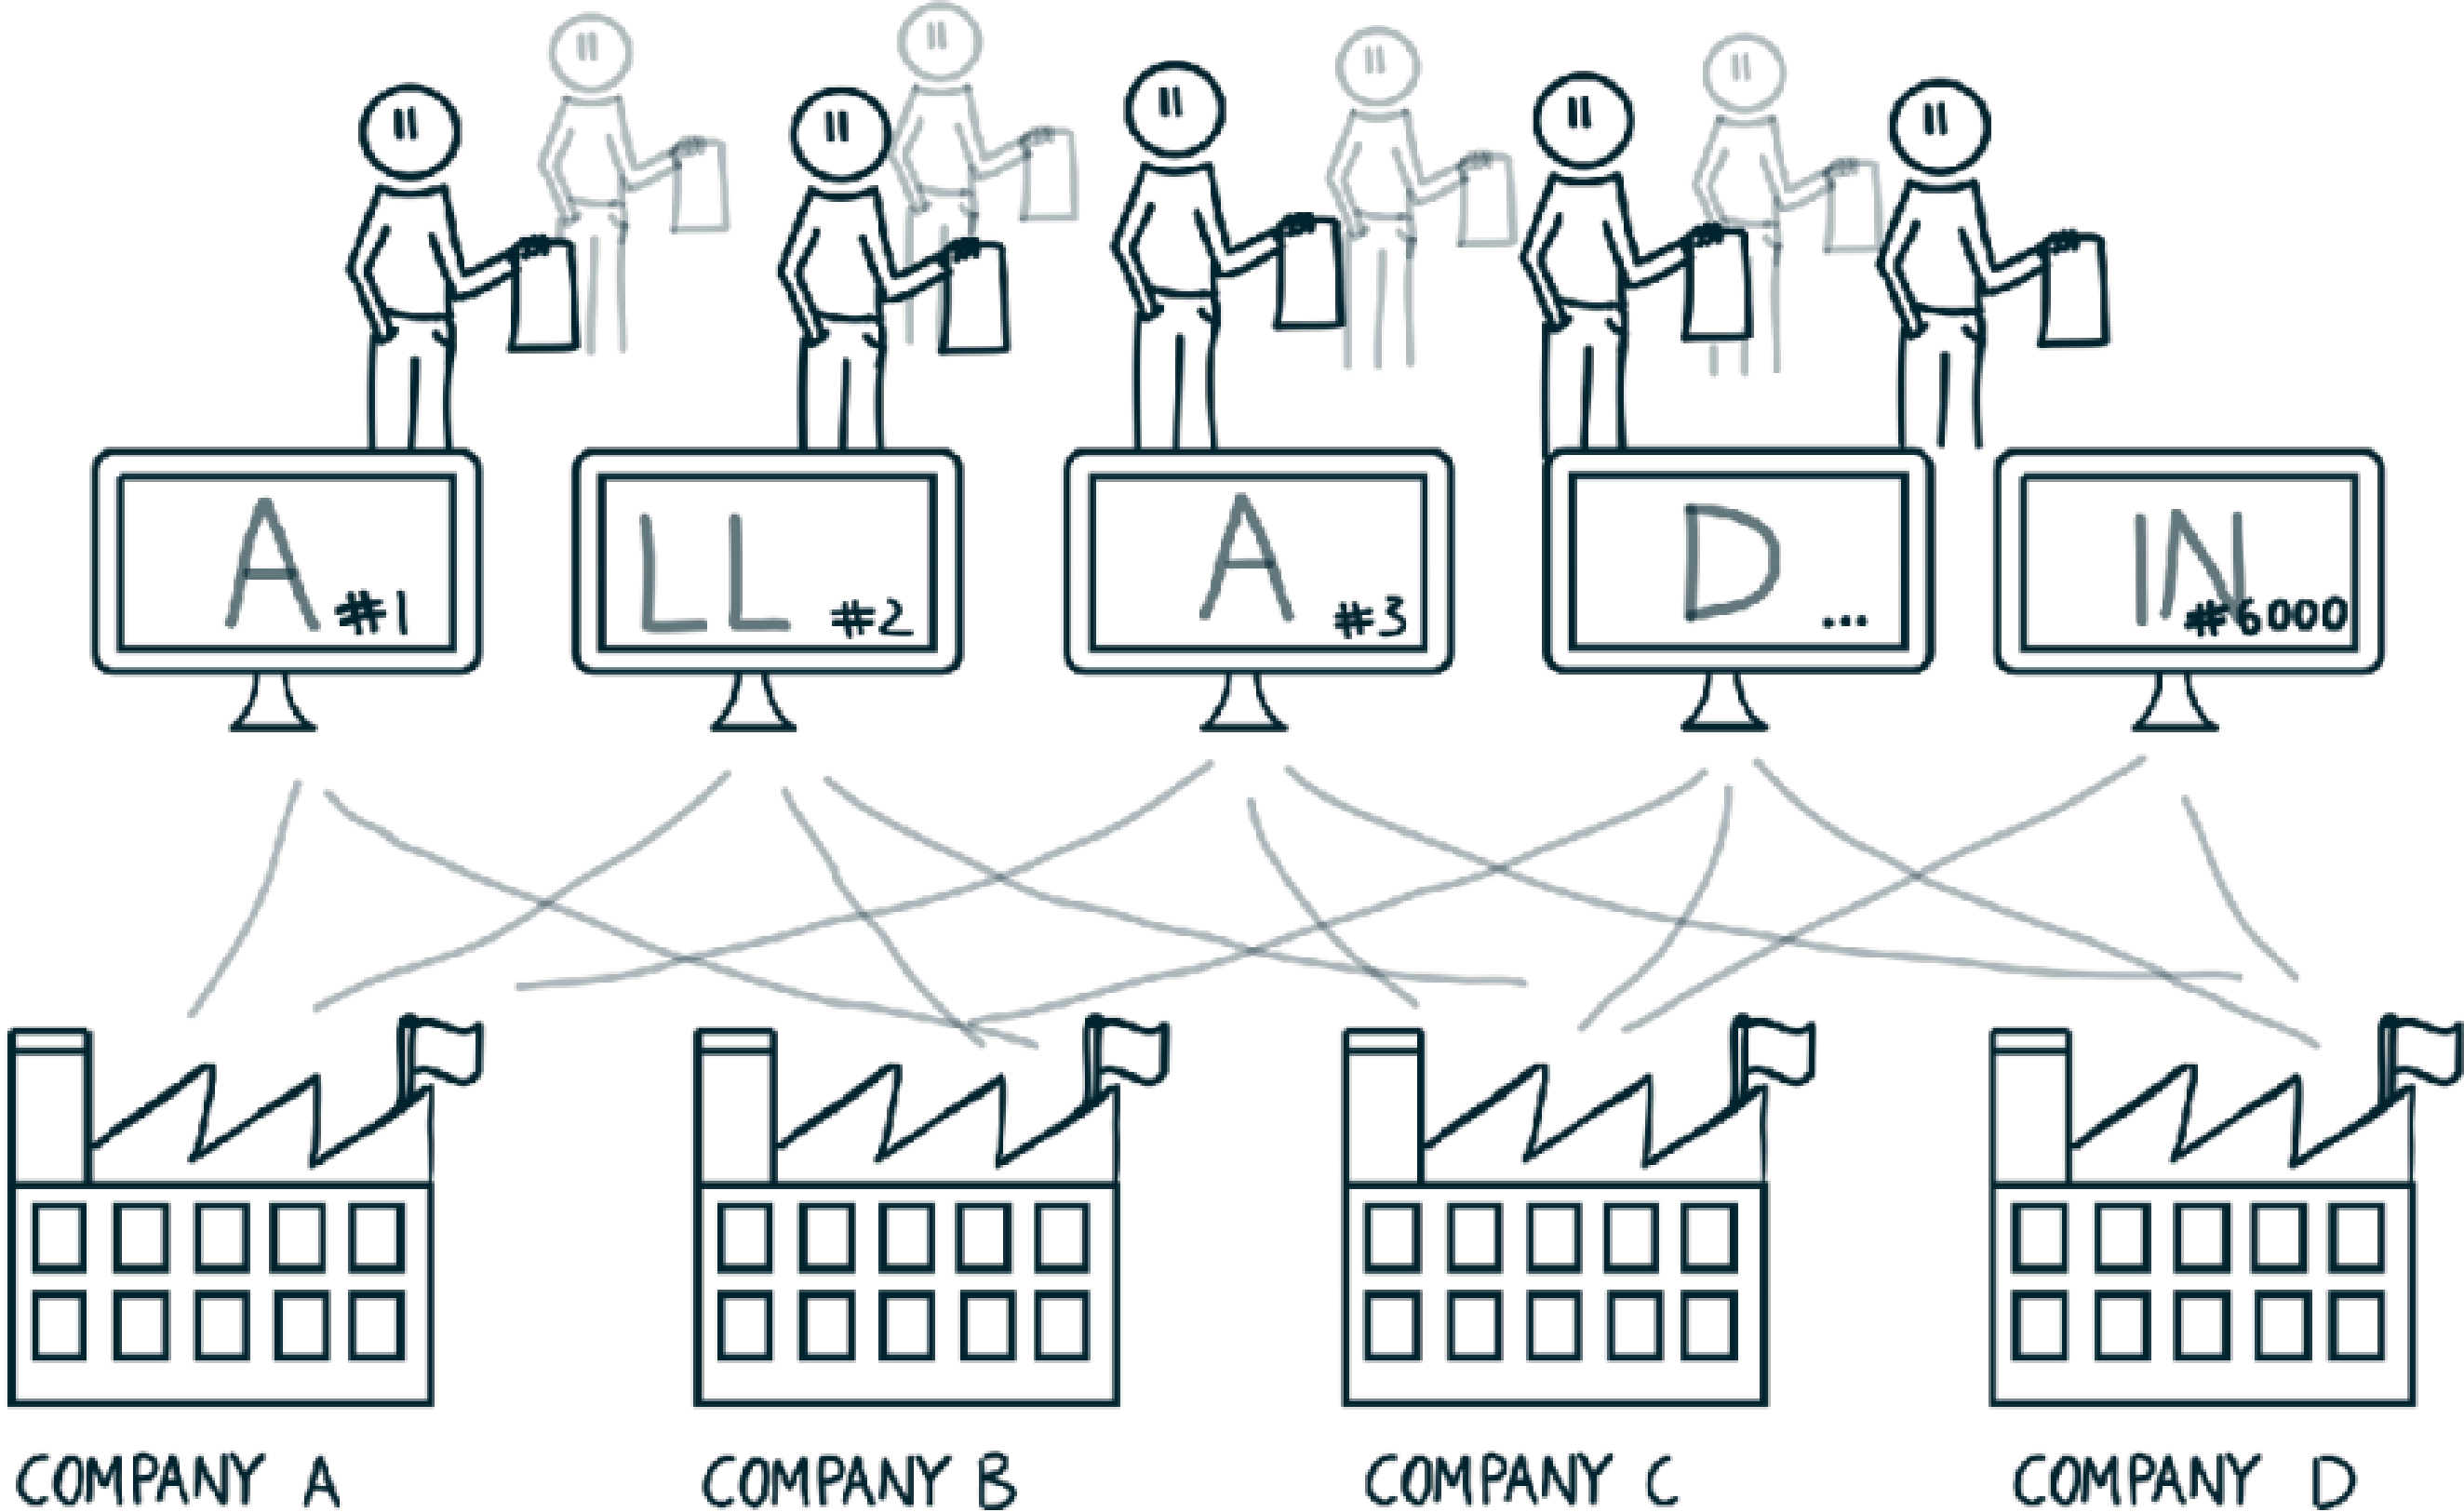 A #1
LL #2
A #3
D ...
IN #6000
COMPANY A
COMPANY B
COMPANY C
COMPANY D